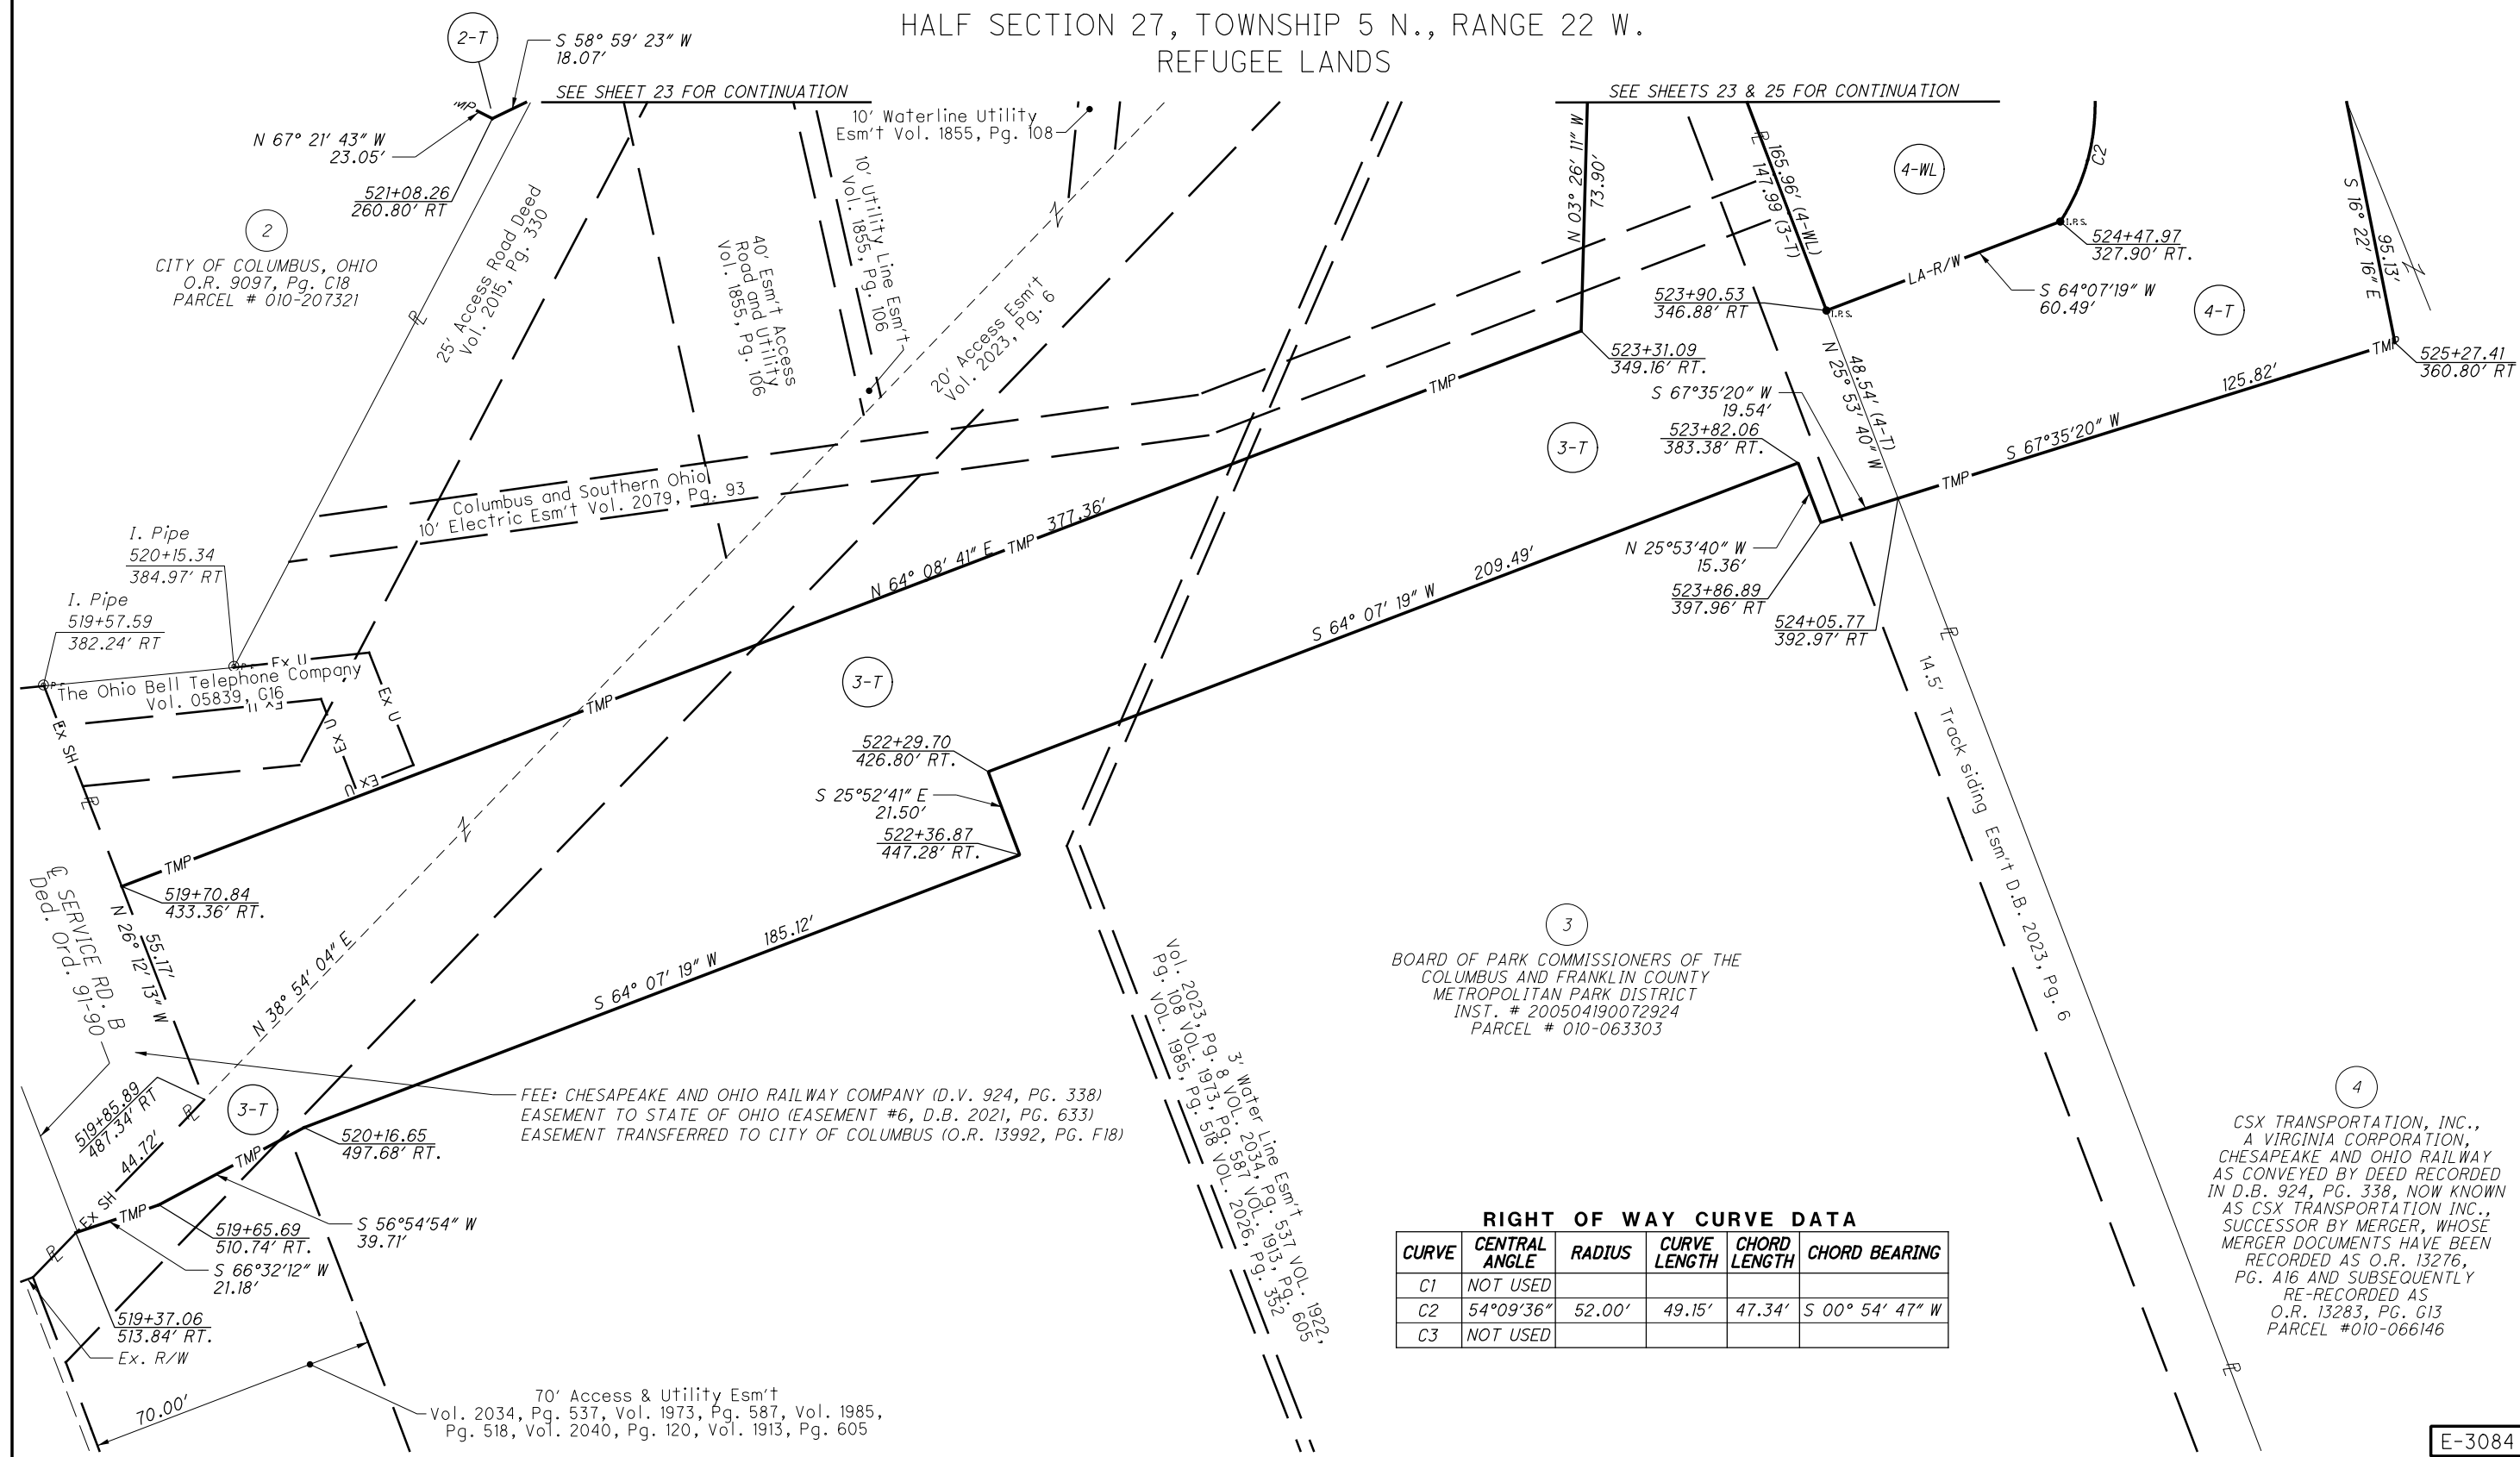 HALF SECTION 27, TOWNSHIP 5 N., RANGE 22 W.
REFUGEE LANDS
2-T
S 58° 59' 23" W
18.07'
SEE SHEET 23 FOR CONTINUATION
SEE SHEETS 23 & 25 FOR CONTINUATION
TMP
N 67° 21' 43" W
23.05'
521+08.26
260.80' RT
2
CITY OF COLUMBUS, OHIO
O.R. 9097, Pg. C18
PARCEL # 010-207321
25' Access Road Deed
Vol. 2015, Pg. 330
PL
40' Esm't Access
Road and Utility
Vol. 1855, Pg. 106
10' Utility Line Esm't
Vol. 1855, Pg. 106
10' Waterline Utility
Esm't Vol. 1855, Pg. 108
Z
20' Access Esm't
Vol. 2023, Pg. 6
N 03° 26' 11" W
73.90'
PL
165.96' (4-WL)
147.99 (3-T)
4-WL
C2
I.P.S.
524+47.97
327.90' RT.
LA-R/W
S 64°07'19" W
60.49'
S 16° 22' 16" E
95.13'
Z
4-T
523+90.53
346.88' RT
I.P.S.
523+31.09
349.16' RT.
48.54' (4-T)
N 25° 53' 40" W
TMP
525+27.41
360.80' RT
125.82'
S 67°35'20" W
TMP
S 67°35'20" W
19.54'
523+82.06
383.38' RT.
3-T
TMP
377.36'
TMP
N 64° 08' 41" E
Columbus and Southern Ohio
10' Electric Esm't Vol. 2079, Pg. 93
I. Pipe
520+15.34
384.97' RT
I. Pipe
519+57.59
382.24' RT
The Ohio Bell Telephone Company
Vol. 05839, G16
Ex U
Ex U
Ex U
Ex U
Ex U
Ex SH
PL
N 25°53'40" W
15.36'
523+86.89
397.96' RT
524+05.77
392.97' RT
209.49'
S 64° 07' 19" W
3-T
TMP
PL
14.5' Track siding Esm't D.B. 2023, Pg. 6
522+29.70
426.80' RT.
S 25°52'41" E
21.50'
522+36.87
447.28' RT.
Z
TMP
519+70.84
433.36' RT.
CL SERVICE RD. B
Ded. Ord. 91-90
55.17'
N 26° 12' 13" W
N 38° 54' 04" E
185.12'
S 64° 07' 19" W
3
BOARD OF PARK COMMISSIONERS OF THE
COLUMBUS AND FRANKLIN COUNTY
METROPOLITAN PARK DISTRICT
INST. # 200504190072924
PARCEL # 010-063303
3' Water Line Esm't
Vol. 2023, Pg. 8 VOL. 2034, Pg. 537 VOL. 1922,
Pg. 108 VOL. 1973, Pg. 587 VOL. 1913, Pg. 605
VOL. 1985, Pg. 518 VOL. 2026, Pg. 352
FEE: CHESAPEAKE AND OHIO RAILWAY COMPANY (D.V. 924, PG. 338)
EASEMENT TO STATE OF OHIO (EASEMENT #6, D.B. 2021, PG. 633)
EASEMENT TRANSFERRED TO CITY OF COLUMBUS (O.R. 13992, PG. F18)
519+85.89
487.34' RT
PL
3-T
44.72'
Ex SH
TMP
TMP
520+16.65
497.68' RT.
S 56°54'54" W
39.71'
519+65.69
510.74' RT.
S 66°32'12" W
21.18'
519+37.06
513.84' RT.
PL
Ex. R/W
70.00'
70' Access & Utility Esm't
Vol. 2034, Pg. 537, Vol. 1973, Pg. 587, Vol. 1985,
Pg. 518, Vol. 2040, Pg. 120, Vol. 1913, Pg. 605
4
CSX TRANSPORTATION, INC.,
A VIRGINIA CORPORATION,
CHESAPEAKE AND OHIO RAILWAY
AS CONVEYED BY DEED RECORDED
IN D.B. 924, PG. 338, NOW KNOWN
AS CSX TRANSPORTATION INC.,
SUCCESSOR BY MERGER, WHOSE
MERGER DOCUMENTS HAVE BEEN
RECORDED AS O.R. 13276,
PG. A16 AND SUBSEQUENTLY
RE-RECORDED AS
O.R. 13283, PG. G13
PARCEL #010-066146
PL
RIGHT OF WAY CURVE DATA
CURVE CENTRAL ANGLE RADIUS CURVE LENGTH CHORD LENGTH CHORD BEARING
C1 NOT USED
C2 54°09'36" 52.00' 49.15' 47.34' S 00° 54' 47" W
C3 NOT USED
E-3084